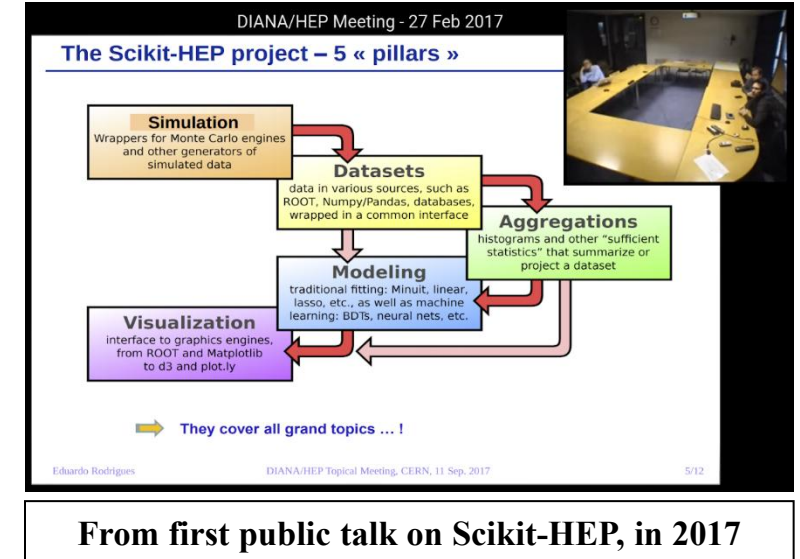 DIANA/HEP Meeting - 27 Feb 2017
The Scikit-HEP project – 5 « pillars »
Simulation
Wrappers for Monte Carlo engines
and other generators of
simulated data
Datasets
data in various sources, such as
ROOT, Numpy/Pandas, databases,
wrapped in a common interface
Aggregations
histograms and other “sufficient
statistics” that summarize or
project a dataset
Modeling
traditional fitting: Minuit, linear,
lasso, etc., as well as machine
learning: BDTs, neural nets, etc.
Visualization
interface to graphics engines,
from ROOT and Matplotlib
to d3 and plot.ly
They cover all grand topics … !
Eduardo Rodrigues
DIANA/HEP Topical Meeting, CERN, 11 Sep. 2017
5/12
From first public talk on Scikit-HEP, in 2017